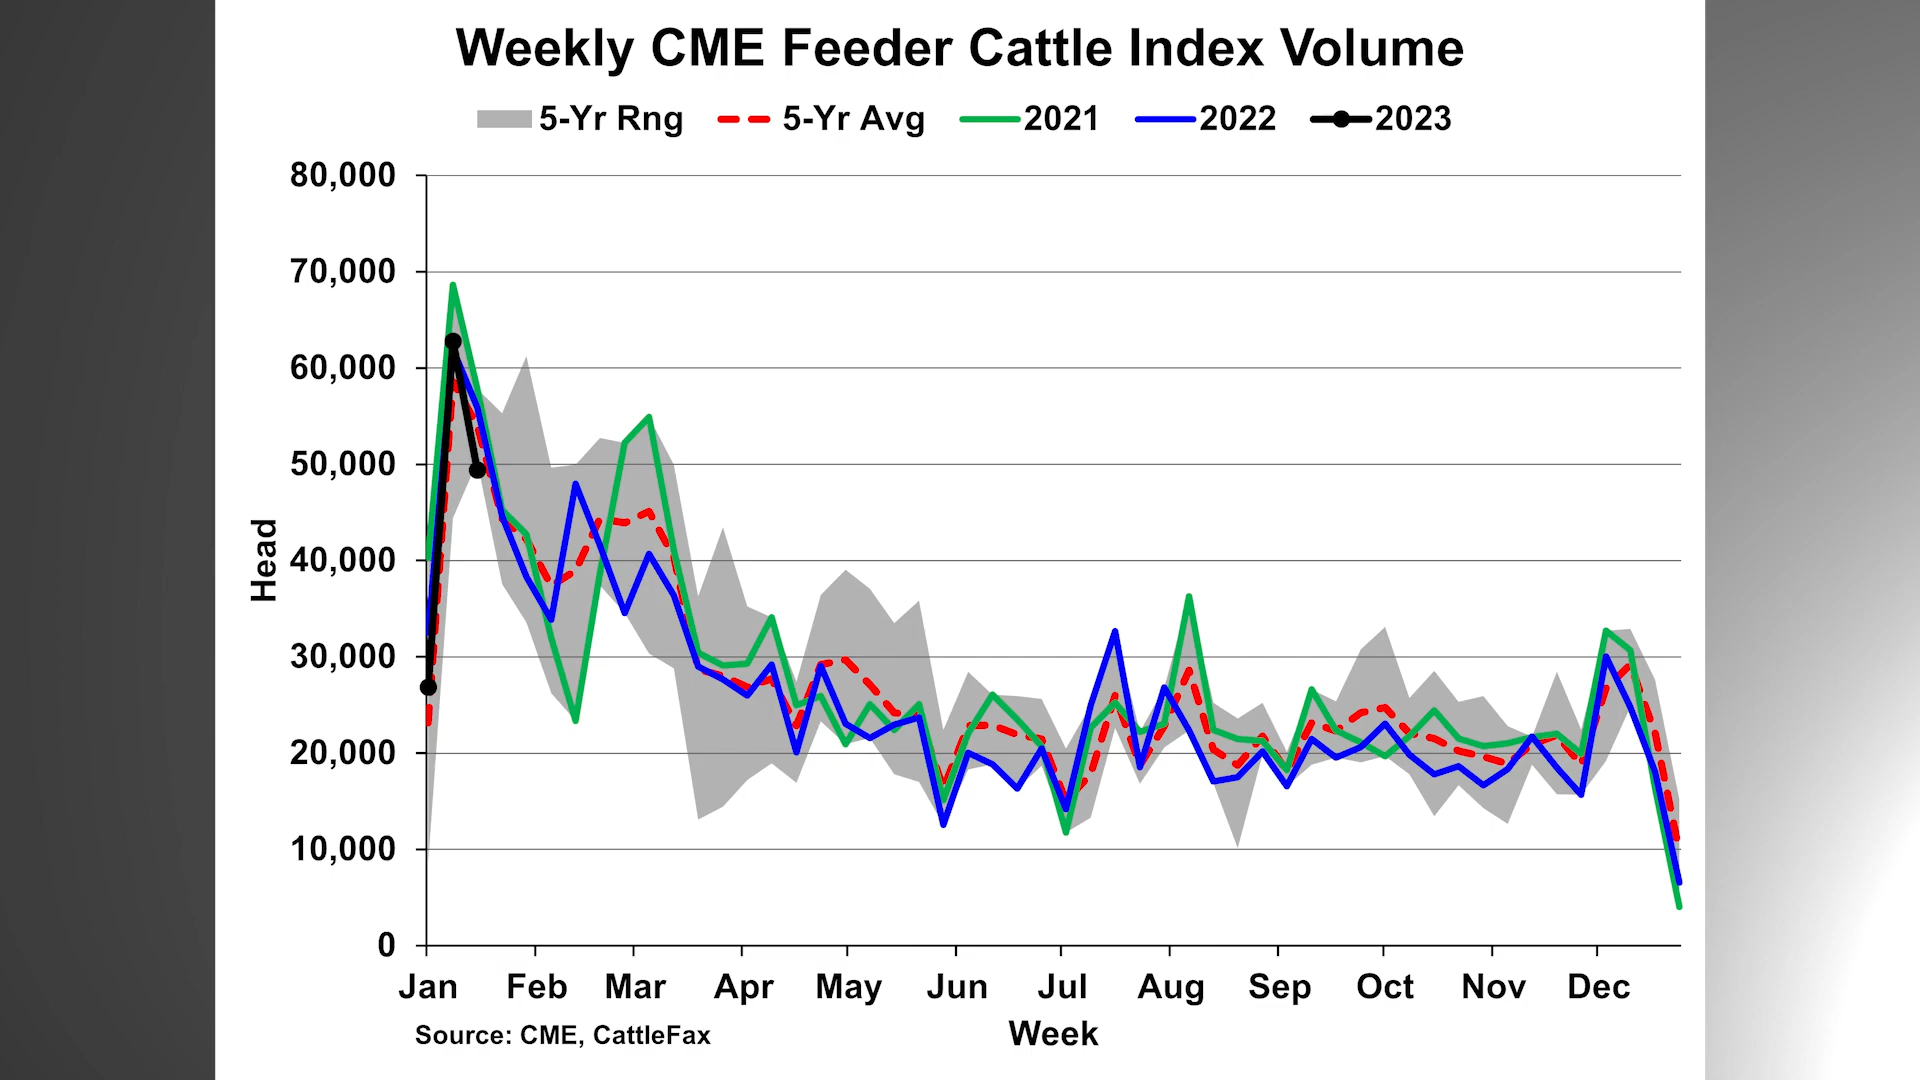 Weekly CME Feeder Cattle Index Volume
5-Yr Rng 5-Yr Avg 2021 2022 2023
80,000
70,000
60,000
50,000
40,000
30,000
20,000
10,000
0
Head
Jan Feb Mar Apr May Jun Jul Aug Sep Oct Nov Dec
Week
Source: CME, CattleFax